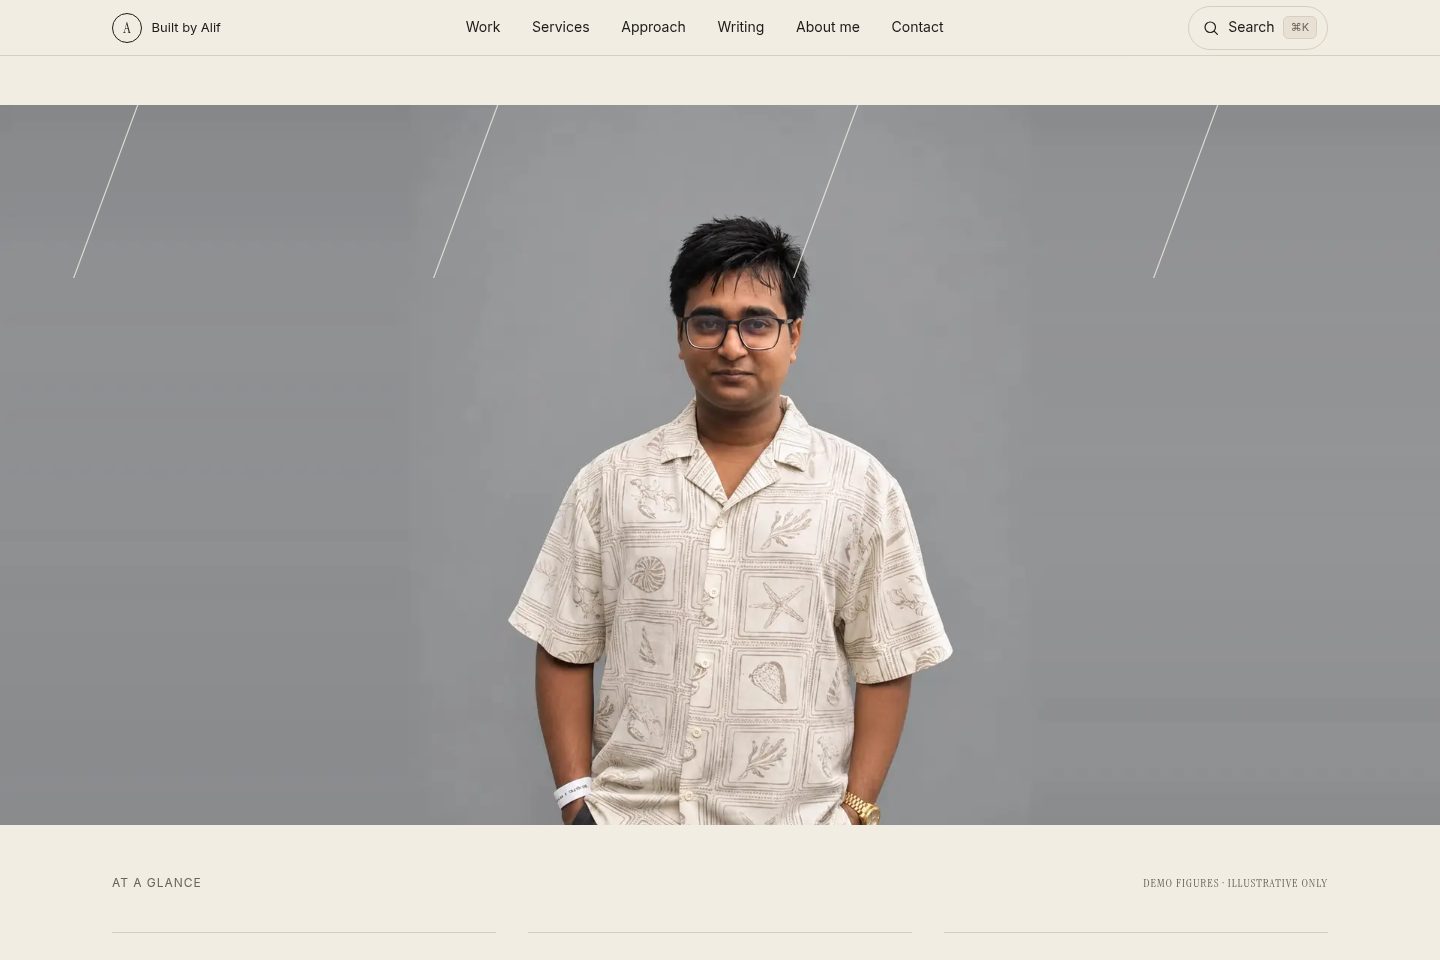 A Built by Alif
Work Services Approach Writing About me Contact
Search ⌘K
AT A GLANCE
DEMO FIGURES · ILLUSTRATIVE ONLY